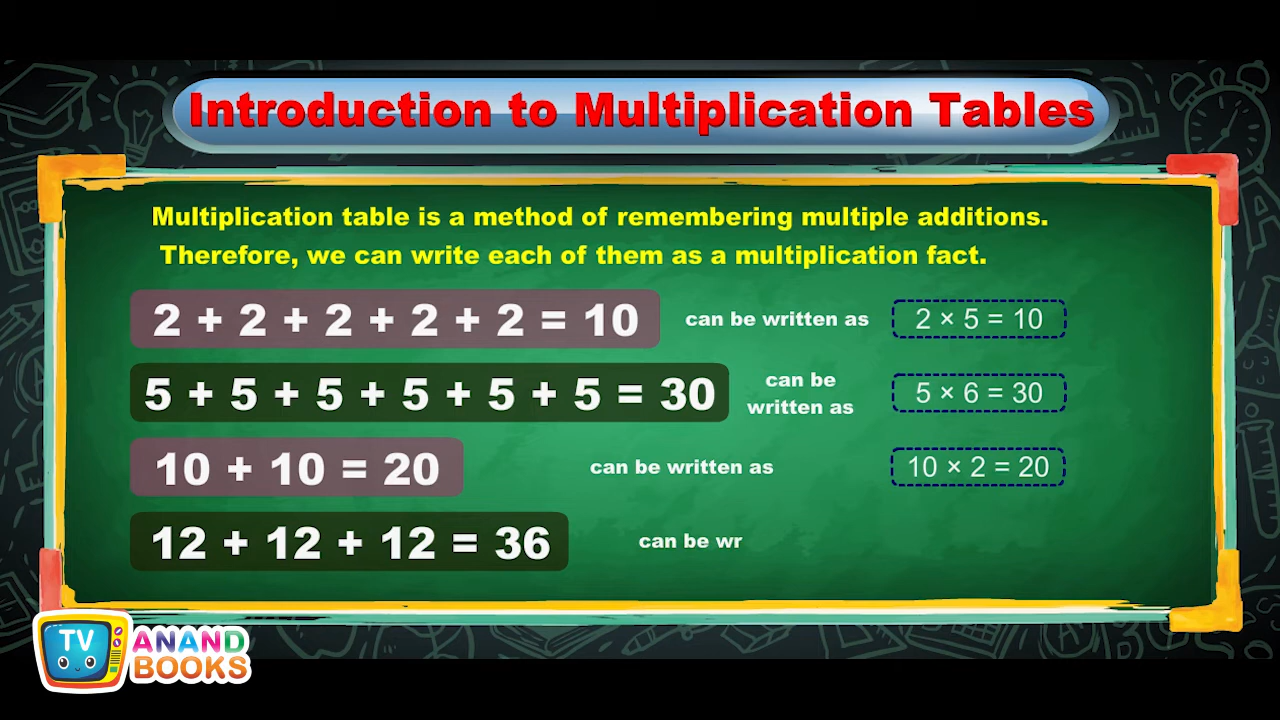 Introduction to Multiplication Tables
Multiplication table is a method of remembering multiple additions.
Therefore, we can write each of them as a multiplication fact.
2 + 2 + 2 + 2 + 2 = 10 can be written as 2 × 5 = 10
5 + 5 + 5 + 5 + 5 + 5 = 30 can be written as 5 × 6 = 30
10 + 10 = 20 can be written as 10 × 2 = 20
12 + 12 + 12 = 36 can be wr
TV ANAND
BOOKS